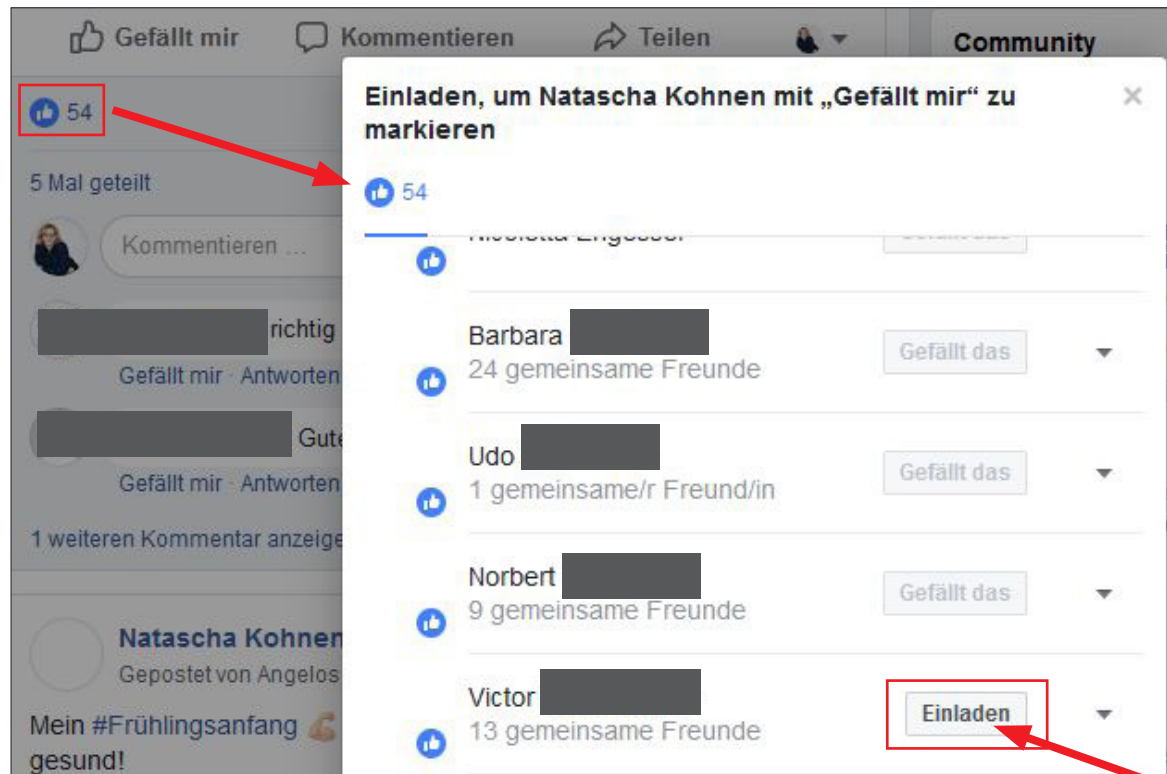 Gefällt mir Kommentieren Teilen
Community
54
5 Mal geteilt
Kommentieren ...
richtig
Gefällt mir · Antworten
Gute
Gefällt mir · Antworten
1 weiteren Kommentar anzeige
Natascha Kohnen
Gepostet von Angelos
Mein #Frühlingsanfang
gesund!
Einladen, um Natascha Kohnen mit „Gefällt mir“ zu
markieren
54
Barbara
24 gemeinsame Freunde
Gefällt das
Udo
1 gemeinsame/r Freund/in
Gefällt das
Norbert
9 gemeinsame Freunde
Gefällt das
Victor
13 gemeinsame Freunde
Einladen